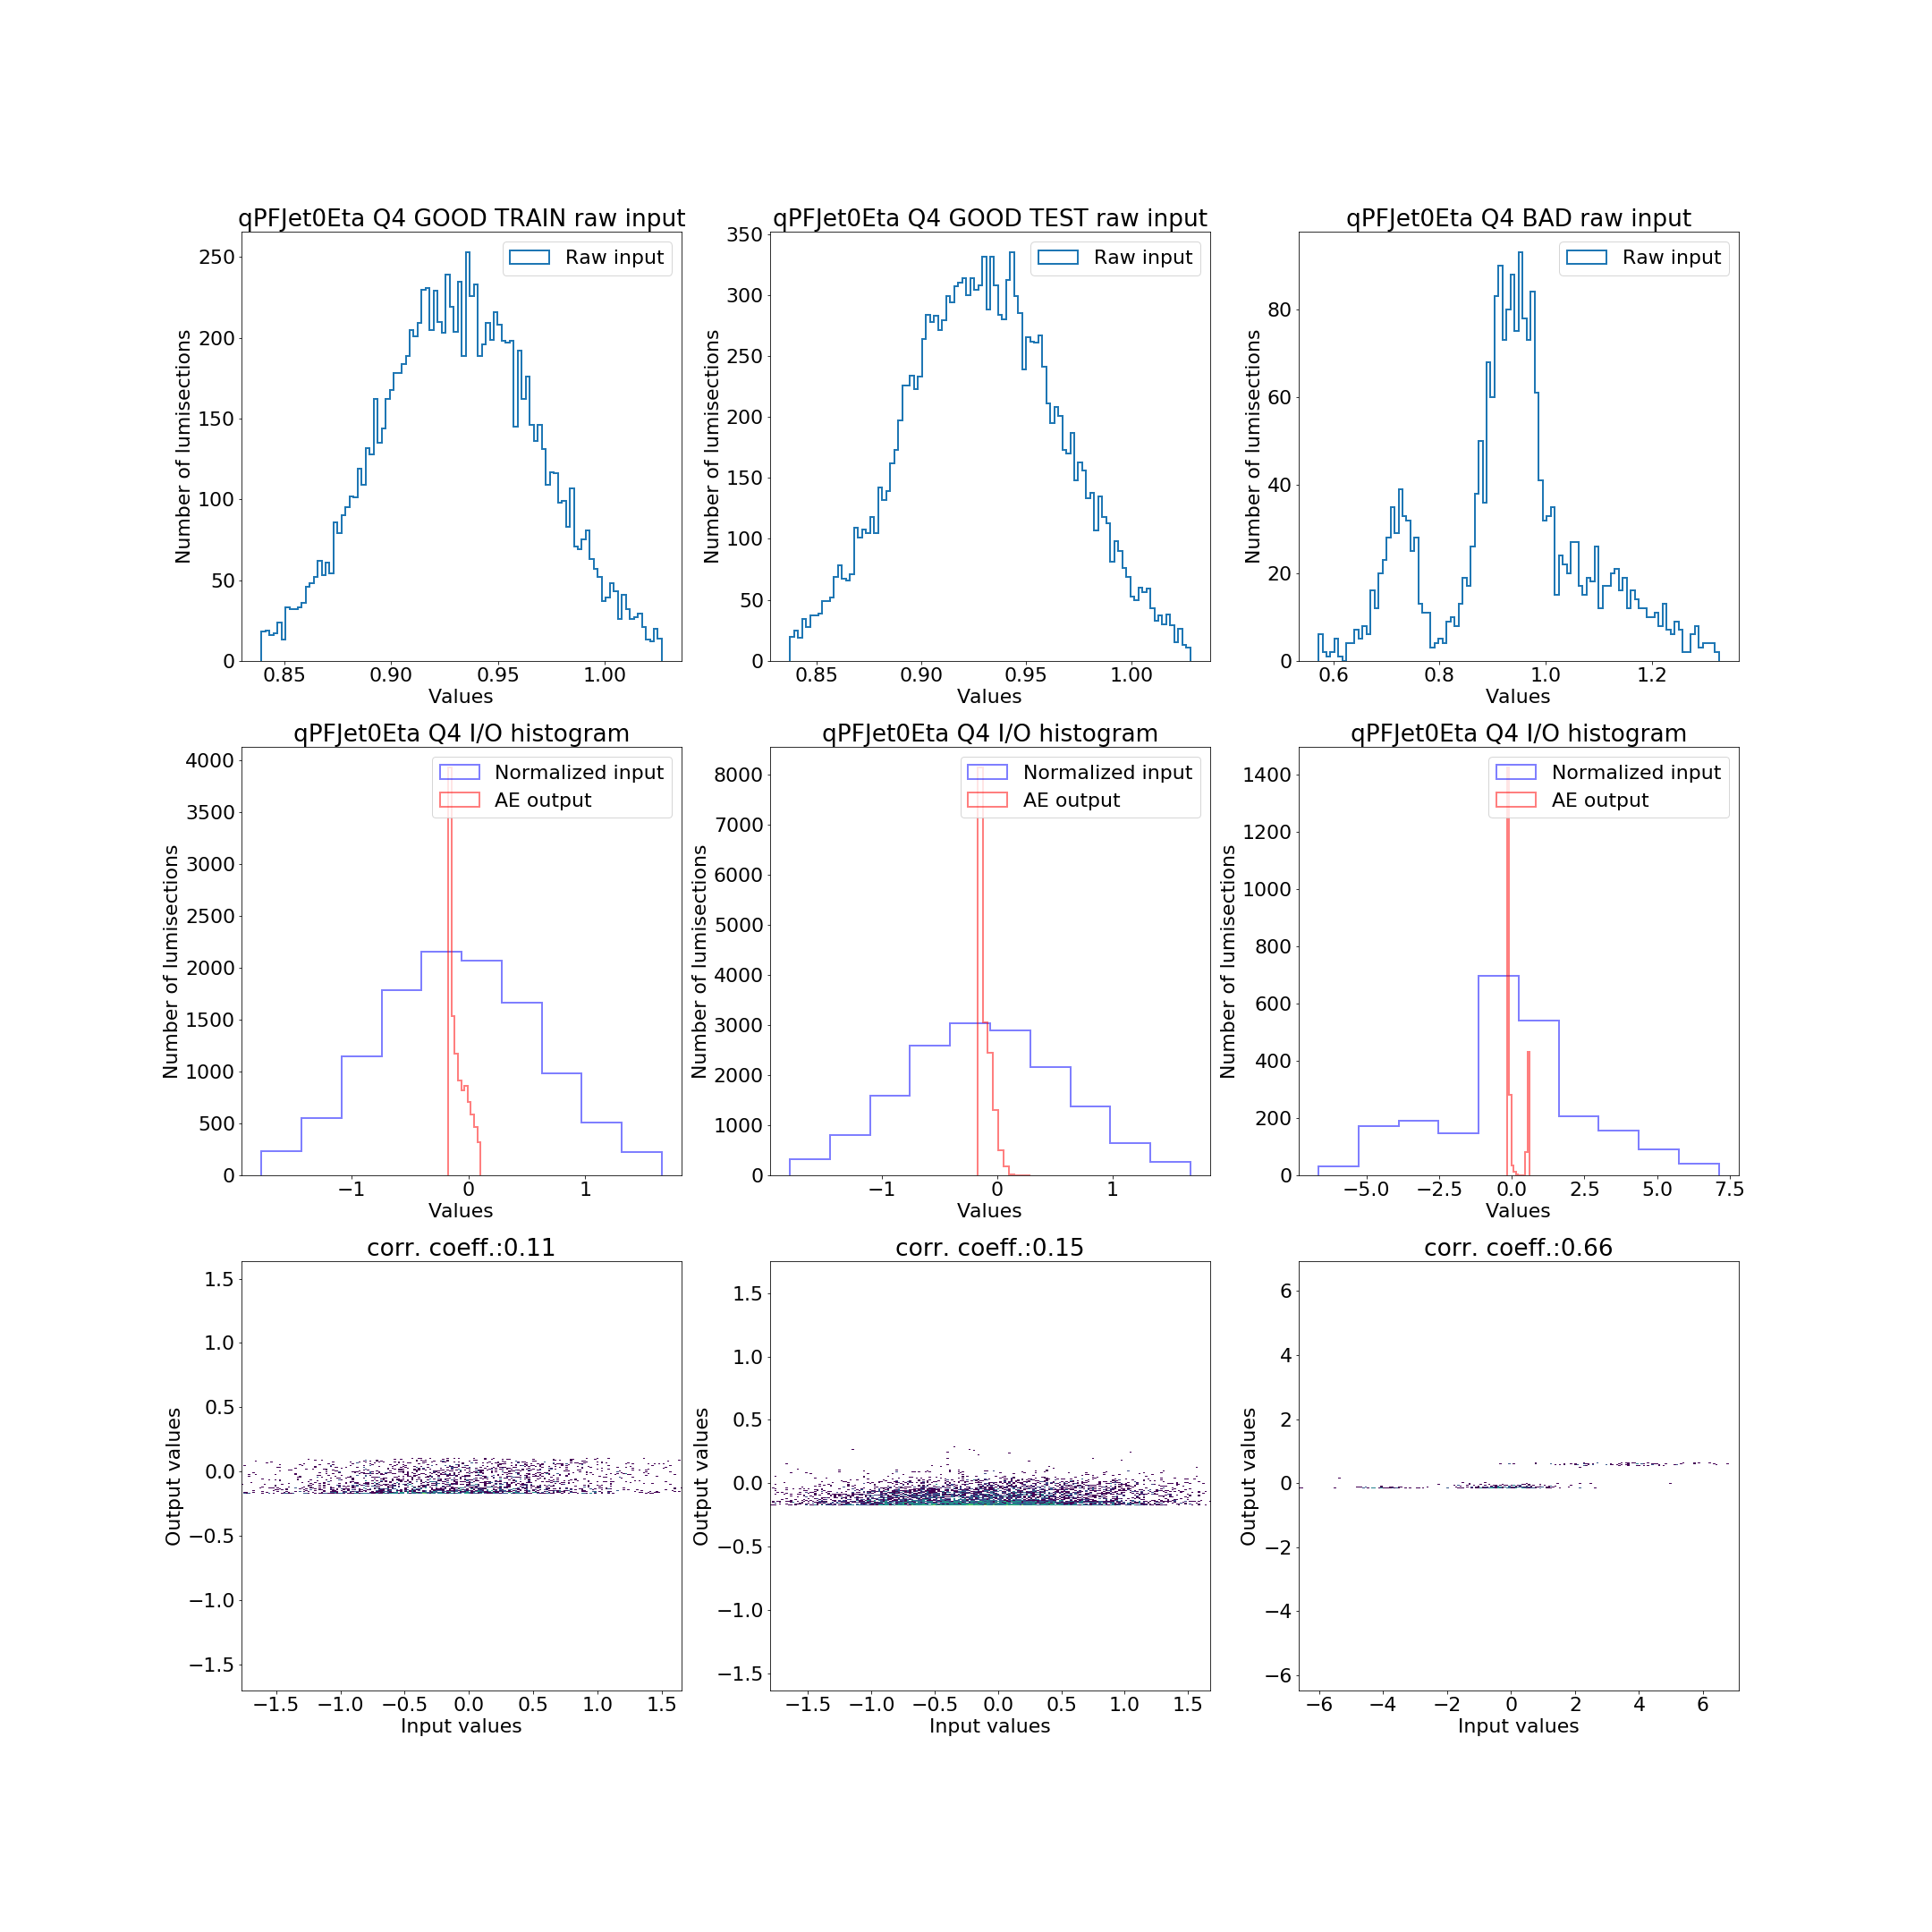 qPFJet0Eta Q4 GOOD TRAIN raw input
Raw input
250
200
150
100
50
0
Number of lumisections
0.85 0.90 0.95 1.00
Values
qPFJet0Eta Q4 GOOD TEST raw input
Raw input
350
300
250
200
150
100
50
0
Number of lumisections
0.85 0.90 0.95 1.00
Values
qPFJet0Eta Q4 BAD raw input
Raw input
80
60
40
20
0
Number of lumisections
0.6 0.8 1.0 1.2
Values
qPFJet0Eta Q4 I/O histogram
Normalized input
AE output
4000
3500
3000
2500
2000
1500
1000
500
0
Number of lumisections
−1 0 1
Values
qPFJet0Eta Q4 I/O histogram
Normalized input
AE output
8000
7000
6000
5000
4000
3000
2000
1000
0
Number of lumisections
−1 0 1
Values
qPFJet0Eta Q4 I/O histogram
Normalized input
AE output
1400
1200
1000
800
600
400
200
0
Number of lumisections
−5.0 −2.5 0.0 2.5 5.0 7.5
Values
corr. coeff.:0.11
1.5
1.0
0.5
0.0
−0.5
−1.0
−1.5
Output values
−1.5 −1.0 −0.5 0.0 0.5 1.0 1.5
Input values
corr. coeff.:0.15
1.5
1.0
0.5
0.0
−0.5
−1.0
−1.5
Output values
−1.5 −1.0 −0.5 0.0 0.5 1.0 1.5
Input values
corr. coeff.:0.66
6
4
2
0
−2
−4
−6
Output values
−6 −4 −2 0 2 4 6
Input values